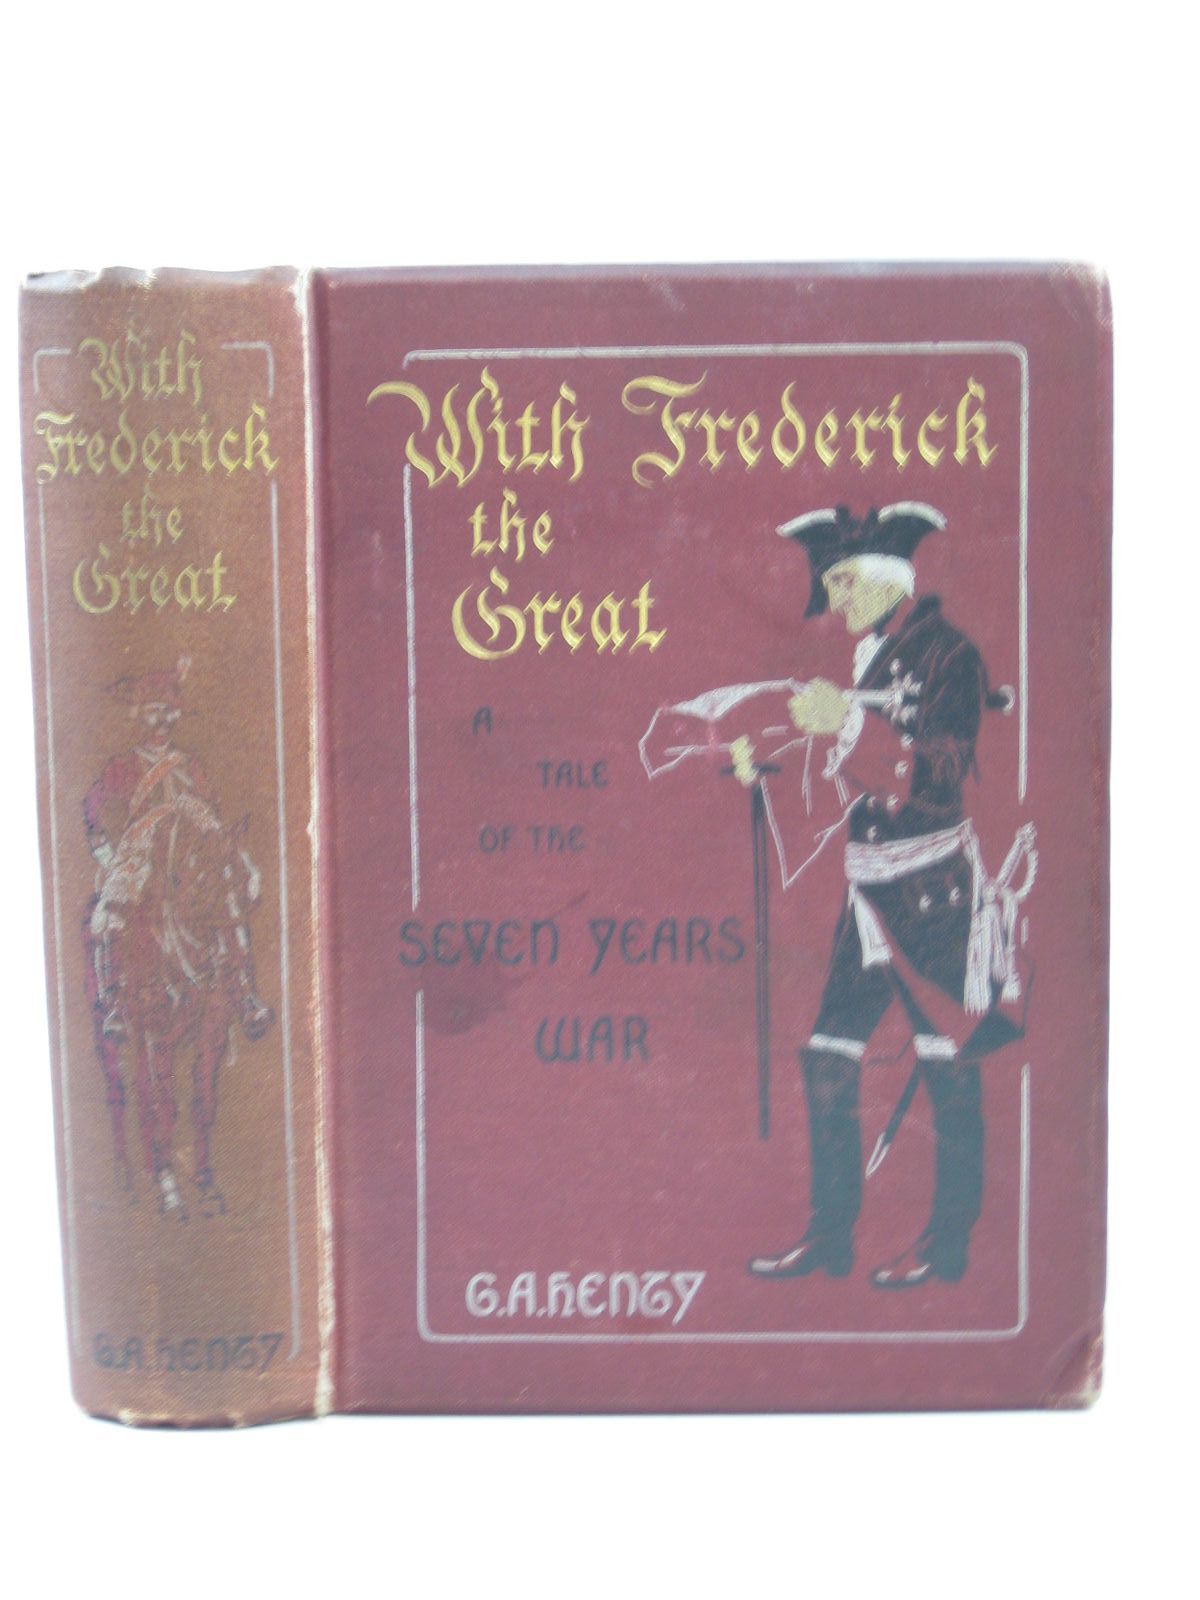 With
Frederick
the
Great
G.A.HENTY
With Frederick
the
Great
A
TALE
OF THE
SEVEN YEARS
WAR
G.A.HENTY